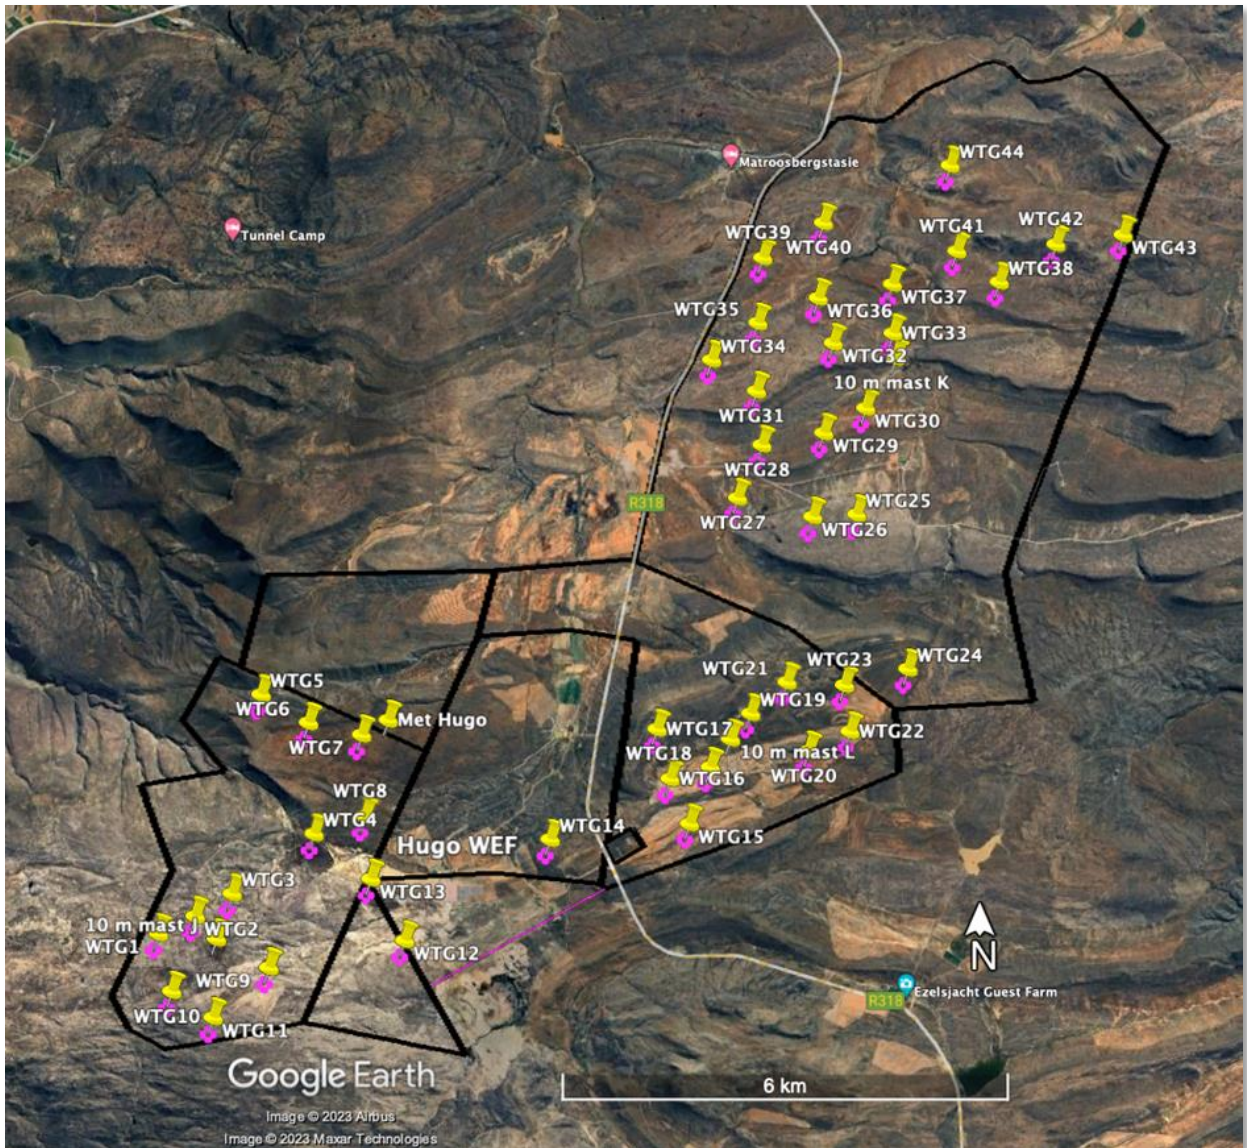 WTG44
Matroosbergstasie
WTG39
WTG40
WTG41
WTG42
WTG43
Tunnel Camp
WTG38
WTG35
WTG36
WTG37
WTG34
WTG33
WTG32
10 m mast K
WTG31
WTG30
WTG29
WTG28
WTG25
R318
WTG27
WTG26
WTG21
WTG23
WTG24
WTG5
WTG6
WTG19
Met Hugo
WTG17
WTG22
WTG7
WTG18
10 m mast L
WTG16
WTG20
WTG8
WTG4
Hugo WEF
WTG14
WTG15
WTG3
WTG13
10 m mast J
WTG2
WTG1
WTG12
WTG9
Ezelsjacht Guest Farm
R318
WTG10
WTG11
N
Google Earth
6 km
Image © 2023 Airbus
Image © 2023 Maxar Technologies